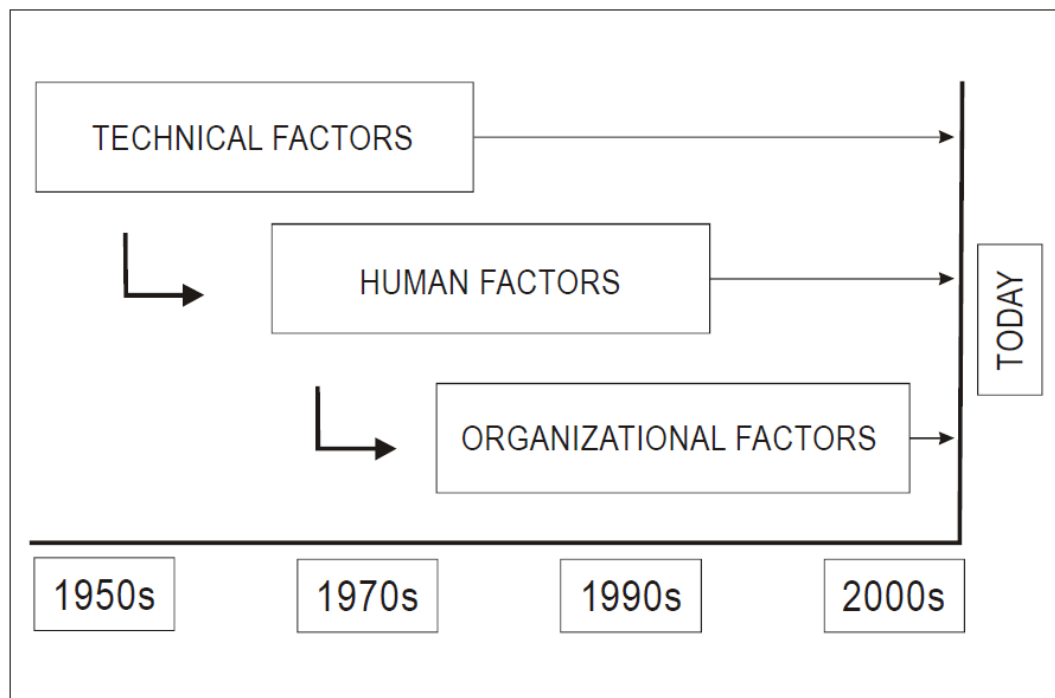 TECHNICAL FACTORS
HUMAN FACTORS
ORGANIZATIONAL FACTORS
TODAY
1950s
1970s
1990s
2000s